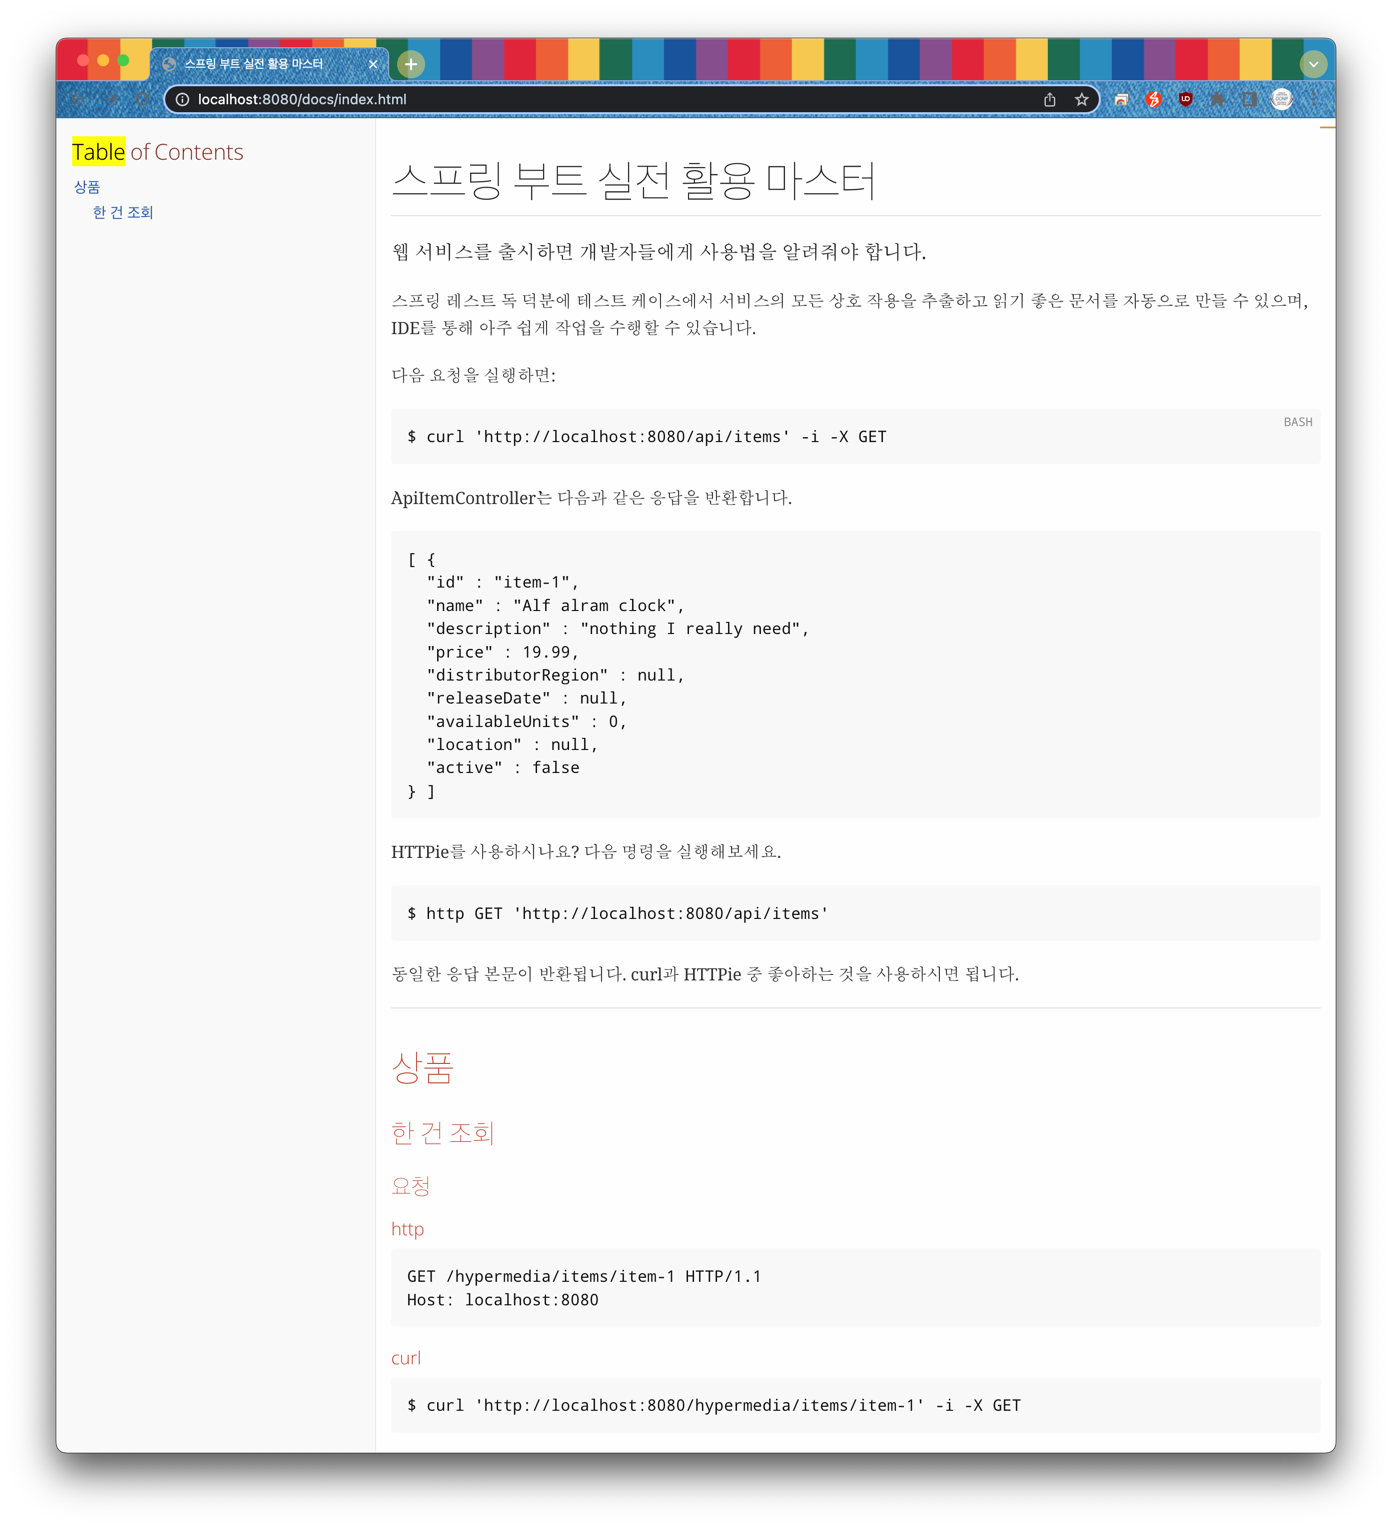 스프링 부트 실전 활용 마스터
localhost:8080/docs/index.html
Table of Contents
상품
한 건 조회
스프링 부트 실전 활용 마스터
웹 서비스를 출시하면 개발자들에게 사용법을 알려줘야 합니다.
스프링 레스트 독 덕분에 테스트 케이스에서 서비스의 모든 상호 작용을 추출하고 읽기 좋은 문서를 자동으로 만들 수 있으며,
IDE를 통해 아주 쉽게 작업을 수행할 수 있습니다.
다음 요청을 실행하면:
BASH
$ curl 'http://localhost:8080/api/items' -i -X GET
ApiItemController는 다음과 같은 응답을 반환합니다.
[ {
  "id" : "item-1",
  "name" : "Alf alram clock",
  "description" : "nothing I really need",
  "price" : 19.99,
  "distributorRegion" : null,
  "releaseDate" : null,
  "availableUnits" : 0,
  "location" : null,
  "active" : false
} ]
HTTPie를 사용하시나요? 다음 명령을 실행해보세요.
$ http GET 'http://localhost:8080/api/items'
동일한 응답 본문이 반환됩니다. curl과 HTTPie 중 좋아하는 것을 사용하시면 됩니다.
상품
한 건 조회
요청
http
GET /hypermedia/items/item-1 HTTP/1.1
Host: localhost:8080
curl
$ curl 'http://localhost:8080/hypermedia/items/item-1' -i -X GET